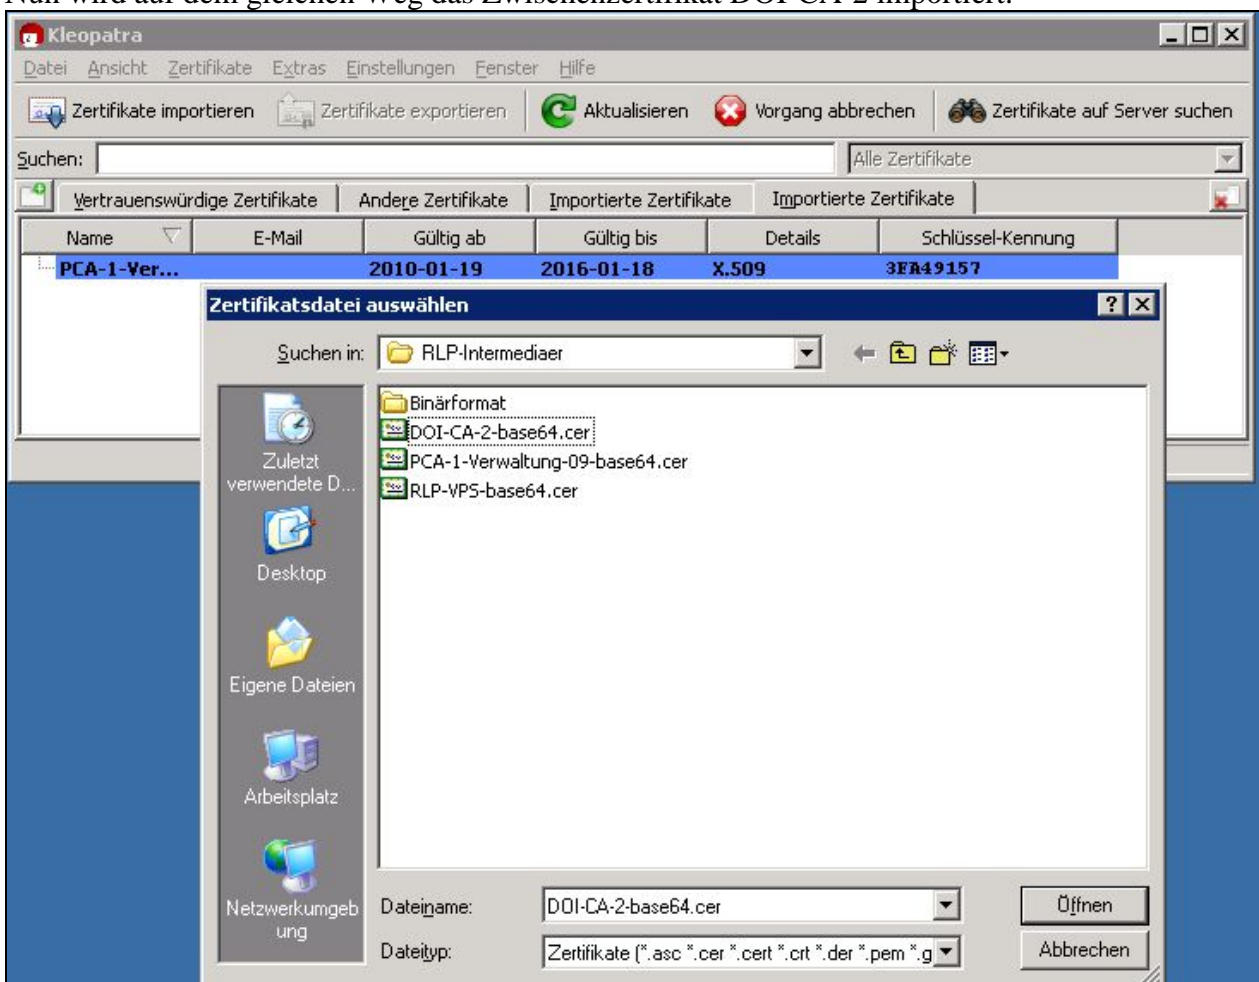 Nun wird auf dem gleichen Weg das Zwischenzertifikat DOI-CA-2 importiert.
Kleopatra
Datei Ansicht Zertifikate Extras Einstellungen Fenster Hilfe
Zertifikate importieren Zertifikate exportieren Aktualisieren Vorgang abbrechen Zertifikate auf Server suchen
Suchen: Alle Zertifikate
Vertrauenswürdige Zertifikate Andere Zertifikate Importierte Zertifikate Importierte Zertifikate
Name E-Mail Gültig ab Gültig bis Details Schlüssel-Kennung
PCA-1-Ver... 2010-01-19 2016-01-18 X.509 3FA49157
Zertifikatsdatei auswählen
Suchen in: RLP-Intermediaer
Binärformat
DOI-CA-2-base64.cer
PCA-1-Verwaltung-09-base64.cer
RLP-VPS-base64.cer
Zuletzt
verwendete D...
Desktop
Eigene Dateien
Arbeitsplatz
Netzwerkumgeb
ung
Dateiname: DOI-CA-2-base64.cer Öffnen
Dateityp: Zertifikate (*.asc *.cer *.cert *.crt *.der *.pem *.g Abbrechen